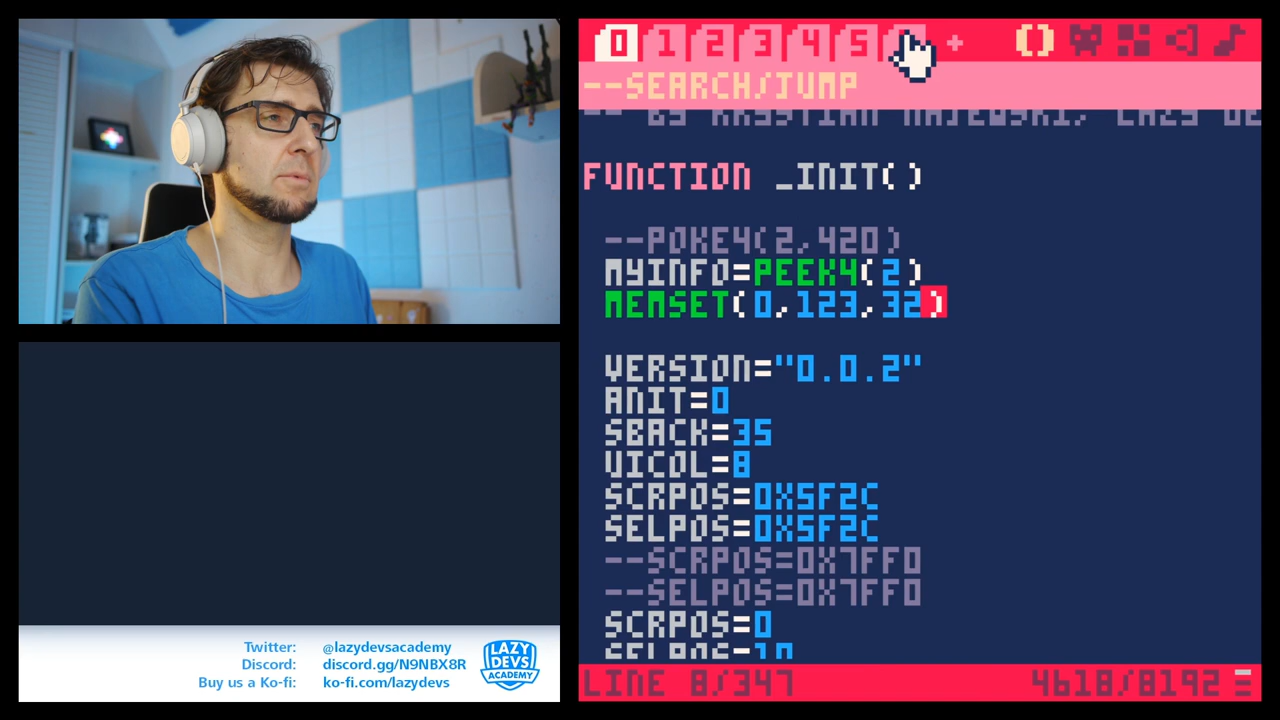 0 1 2 3 4 5 +
--SEARCH/JUMP
FUNCTION _INIT()
--POKE4(2,420)
MYINFO=PEEK4(2)
MEMSET(0,123,32)
VERSION="0.0.2"
ANIT=0
SBACK=35
VICOL=8
SCRPOS=0X5F2C
SELPOS=0X5F2C
--SCRPOS=0X7FF0
--SELPOS=0X7FF0
SCRPOS=0
SELPOS=10
LINE 8/347 4618/8192
Twitter: @lazydevsacademy
Discord: discord.gg/N9NBX8R
Buy us a Ko-fi: ko-fi.com/lazydevs
LAZY
DEVS
ACADEMY